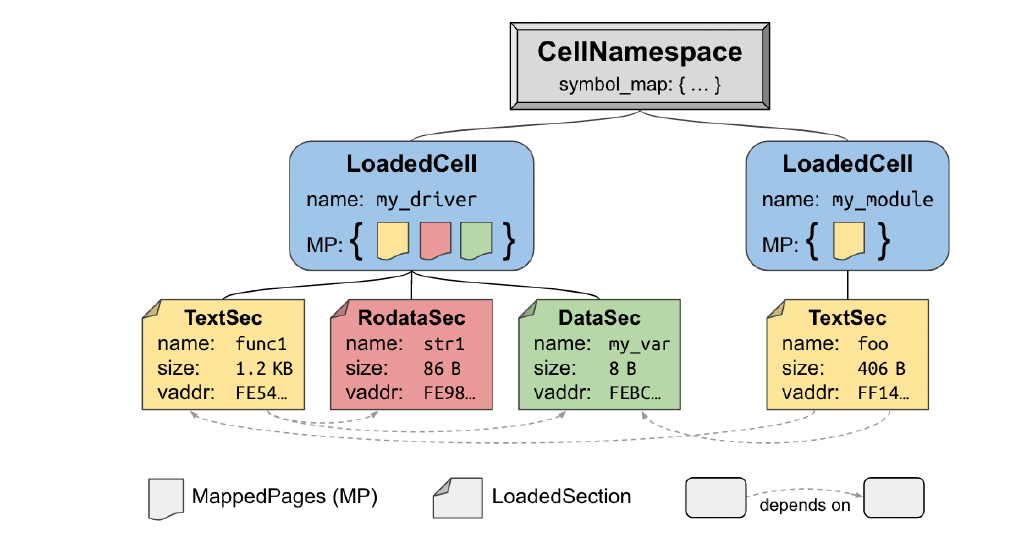 CellNamespace
symbol_map: { … }
LoadedCell
name: my_driver
MP: { }
LoadedCell
name: my_module
MP: { }
TextSec
name: func1
size: 1.2 KB
vaddr: FE54…
RodataSec
name: str1
size: 86 B
vaddr: FE98…
DataSec
name: my_var
size: 8 B
vaddr: FEBC…
TextSec
name: foo
size: 406 B
vaddr: FF14…
MappedPages (MP)
LoadedSection
depends on